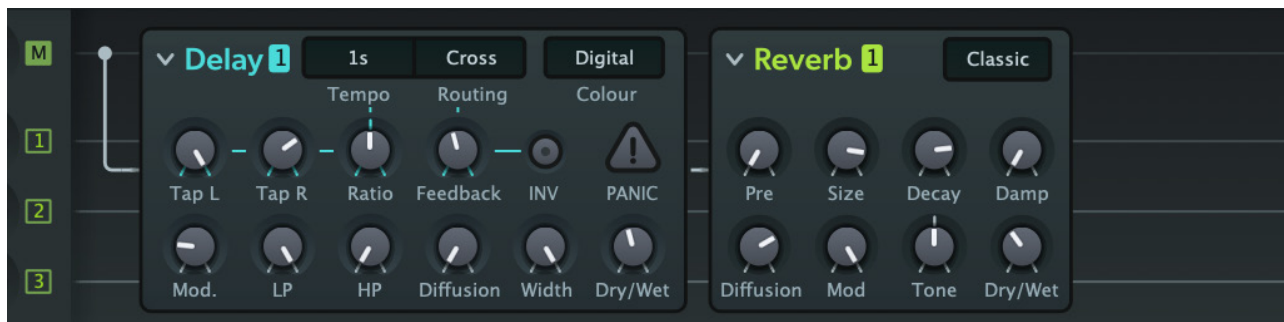 M
Delay 1 1s Cross Digital
Reverb 1 Classic
Tempo Routing Colour
1
Tap L Tap R Ratio Feedback INV PANIC
Pre Size Decay Damp
2
3
Mod. LP HP Diffusion Width Dry/Wet
Diffusion Mod Tone Dry/Wet